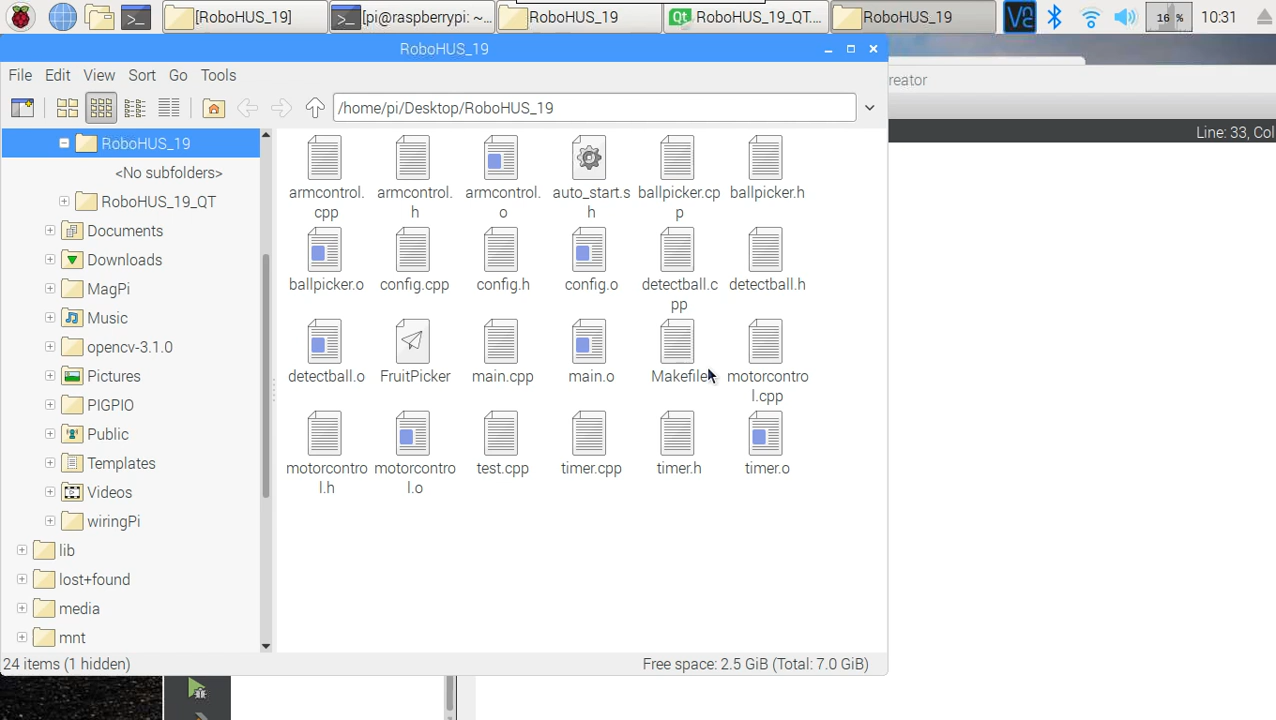 [RoboHUS_19]
[pi@raspberrypi: ~...
RoboHUS_19
RoboHUS_19_QT...
RoboHUS_19
16 %
10:31
RoboHUS_19
File Edit View Sort Go Tools
/home/pi/Desktop/RoboHUS_19
RoboHUS_19
<No subfolders>
RoboHUS_19_QT
Documents
Downloads
MagPi
Music
opencv-3.1.0
Pictures
PIGPIO
Public
Templates
Videos
wiringPi
lib
lost+found
media
mnt
armcontrol.
cpp
armcontrol.
h
armcontrol.
o
auto_start.s
h
ballpicker.cp
p
ballpicker.h
ballpicker.o
config.cpp
config.h
config.o
detectball.c
pp
detectball.h
detectball.o
FruitPicker
main.cpp
main.o
Makefile
motorcontro
l.cpp
motorcontro
l.h
motorcontro
l.o
test.cpp
timer.cpp
timer.h
timer.o
24 items (1 hidden)
Free space: 2.5 GiB (Total: 7.0 GiB)
reator
Line: 33, Col